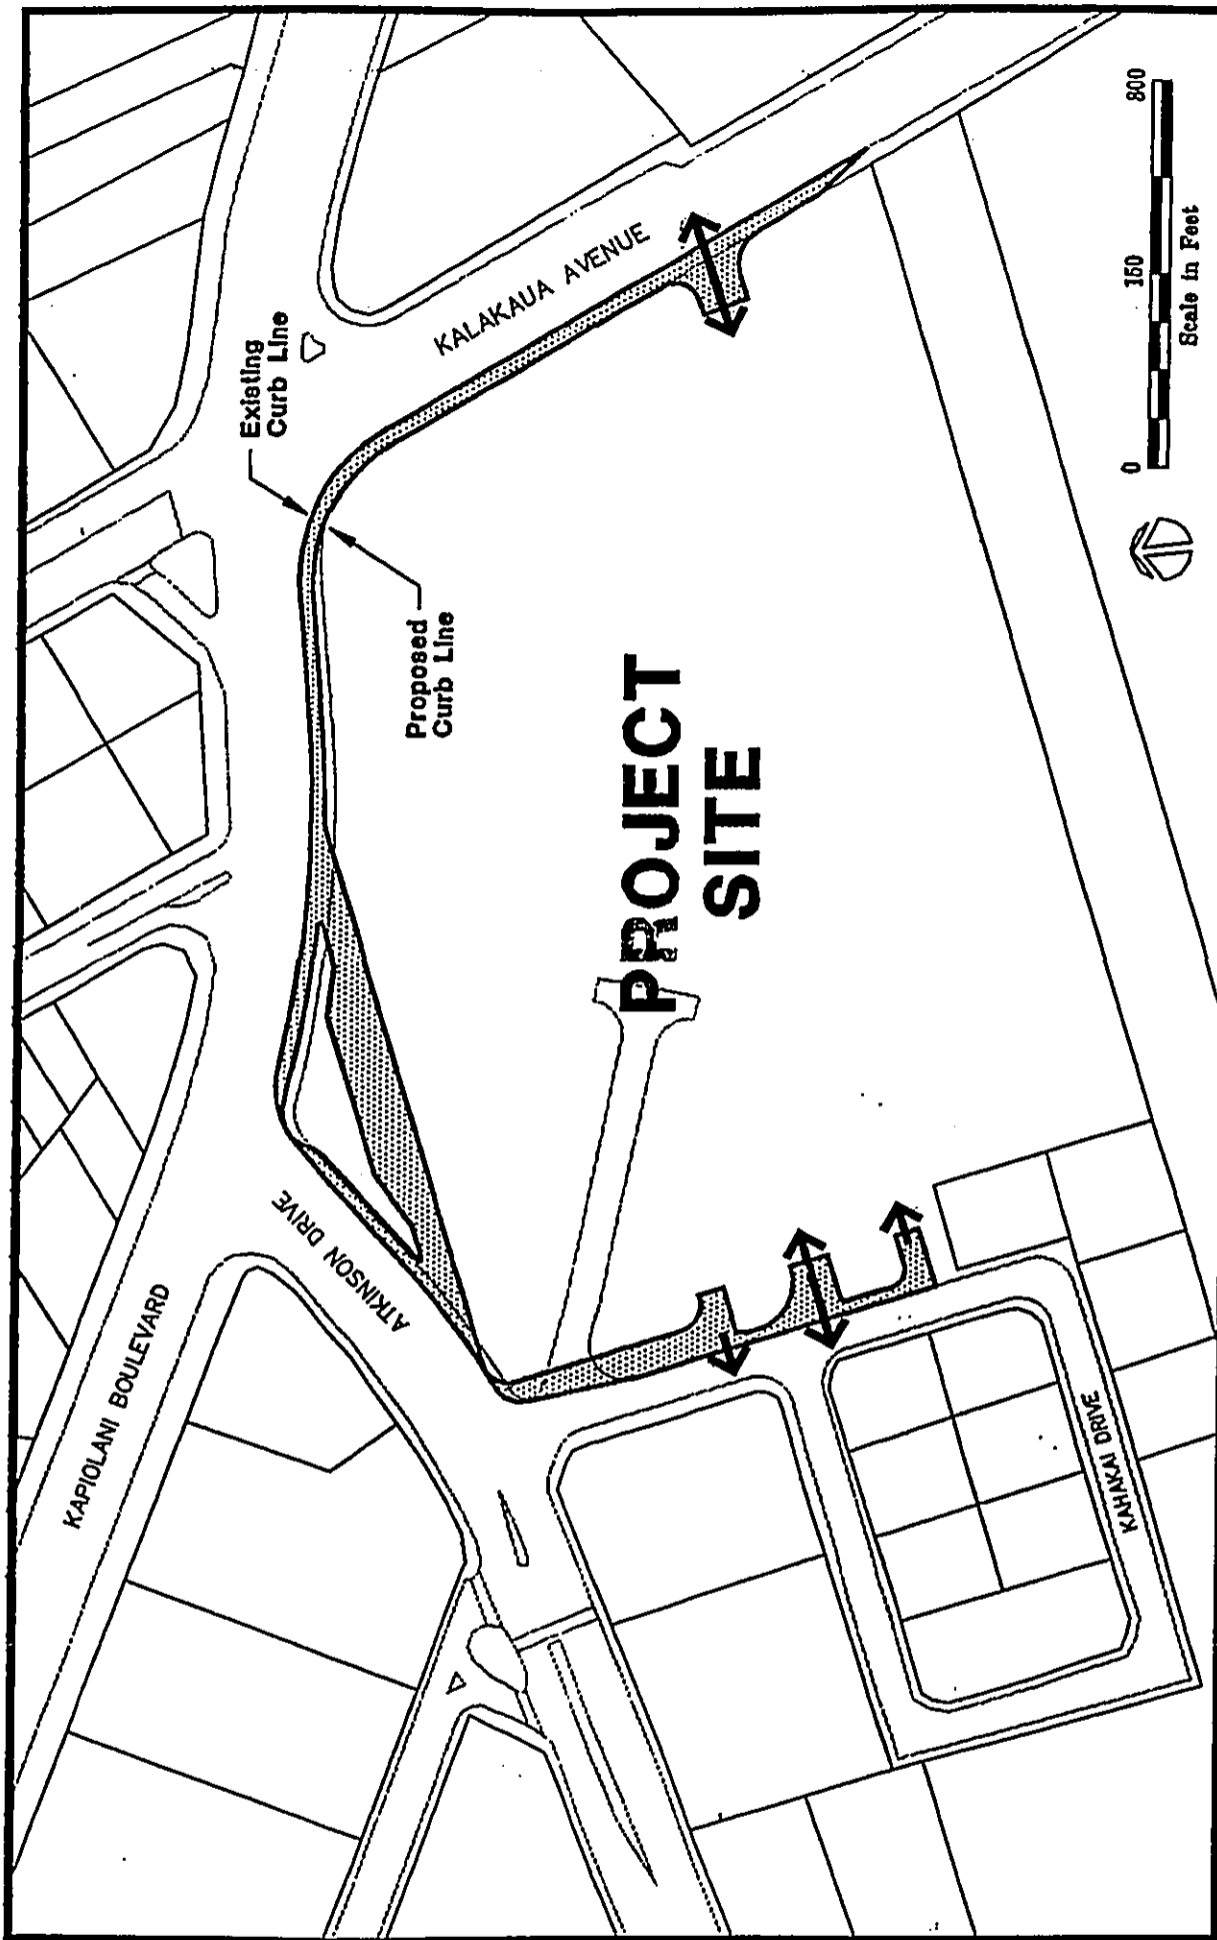 KAPIOLANI BOULEVARD
ATKINSON DRIVE
Existing
Curb Line
KALAKAUA AVENUE
Proposed
Curb Line
PROJECT
SITE
KAHAKAI DRIVE
0 150 800
Scale in Feet